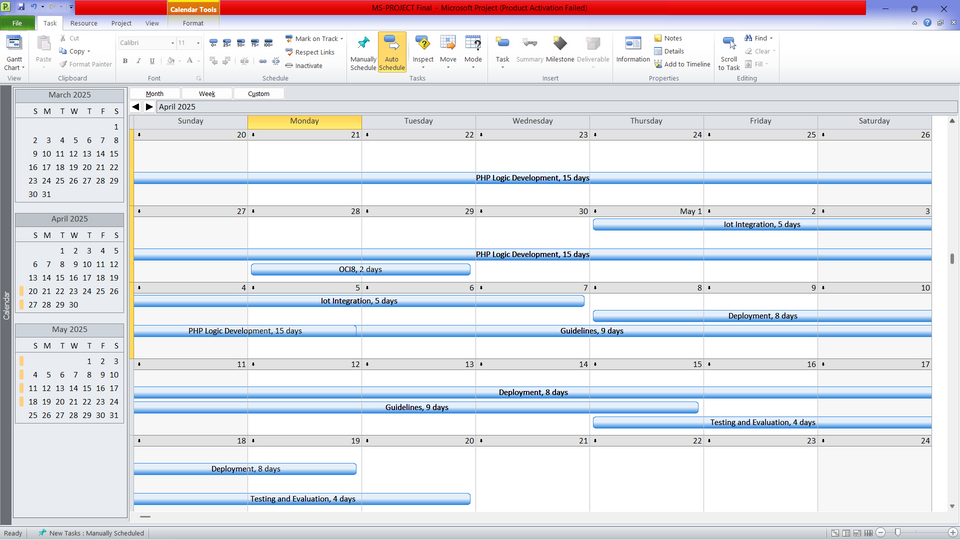 Calendar Tools
MS-PROJECT Final - Microsoft Project (Product Activation Failed)
File Task Resource Project View Format
Gantt Chart
Paste
Cut
Copy
Format Painter
Clipboard
Calibri 11
B I U A
Font
Mark on Track
Respect Links
Inactivate
Schedule
Manually Schedule
Auto Schedule
Inspect Move Mode
Tasks
Task Summary Milestone Deliverable
Insert
Information
Notes
Details
Add to Timeline
Properties
Scroll to Task
Find
Clear
Fill
Editing
Calendar
March 2025
S M T W T F S
1
2 3 4 5 6 7 8
9 10 11 12 13 14 15
16 17 18 19 20 21 22
23 24 25 26 27 28 29
30 31
April 2025
S M T W T F S
1 2 3 4 5
6 7 8 9 10 11 12
13 14 15 16 17 18 19
20 21 22 23 24 25 26
27 28 29 30
May 2025
S M T W T F S
1 2 3
4 5 6 7 8 9 10
11 12 13 14 15 16 17
18 19 20 21 22 23 24
25 26 27 28 29 30 31
Month Week Custom
April 2025
Sunday Monday Tuesday Wednesday Thursday Friday Saturday
20 21 22 23 24 25 26
PHP Logic Development, 15 days
27 28 29 30 May 1 2 3
Iot Integration, 5 days
PHP Logic Development, 15 days
OCI8, 2 days
4 5 6 7 8 9 10
Iot Integration, 5 days
Deployment, 8 days
PHP Logic Development, 15 days Guidelines, 9 days
11 12 13 14 15 16 17
Deployment, 8 days
Guidelines, 9 days
Testing and Evaluation, 4 days
18 19 20 21 22 23 24
Deployment, 8 days
Testing and Evaluation, 4 days
Ready New Tasks : Manually Scheduled